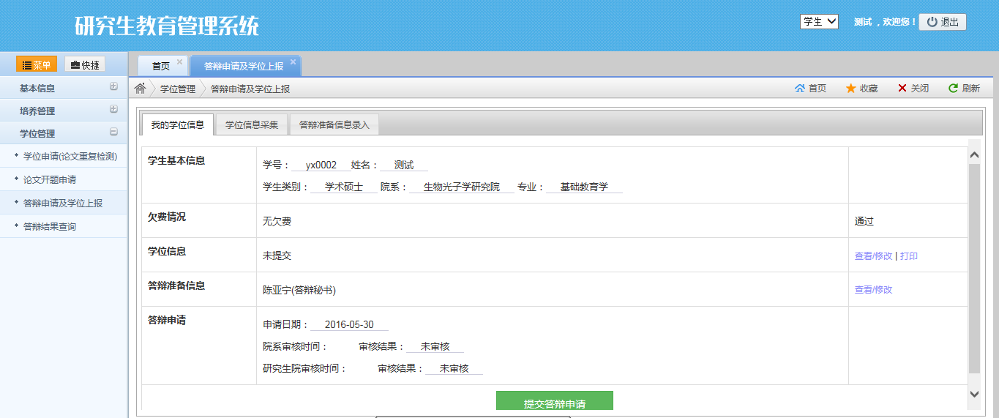 研究生教育管理系统
学生
测试 ，欢迎您！
退出
菜单
快捷
首页
答辩申请及学位上报
学位管理
答辩申请及学位上报
首页
收藏
关闭
刷新
基本信息
培养管理
学位管理
学位申请(论文重复检测)
论文开题申请
答辩申请及学位上报
答辩结果查询
我的学位信息
学位信息采集
答辩准备信息录入
学生基本信息
学号： yx0002 姓名： 测试
学生类别： 学术硕士 院系： 生物光子学研究院 专业： 基础教育学
欠费情况
无欠费
通过
学位信息
未提交
查看/修改 | 打印
答辩准备信息
陈亚宁(答辩秘书)
查看/修改
答辩申请
申请日期： 2016-05-30
院系审核时间： 审核结果： 未审核
研究生院审核时间： 审核结果： 未审核
提交答辩申请